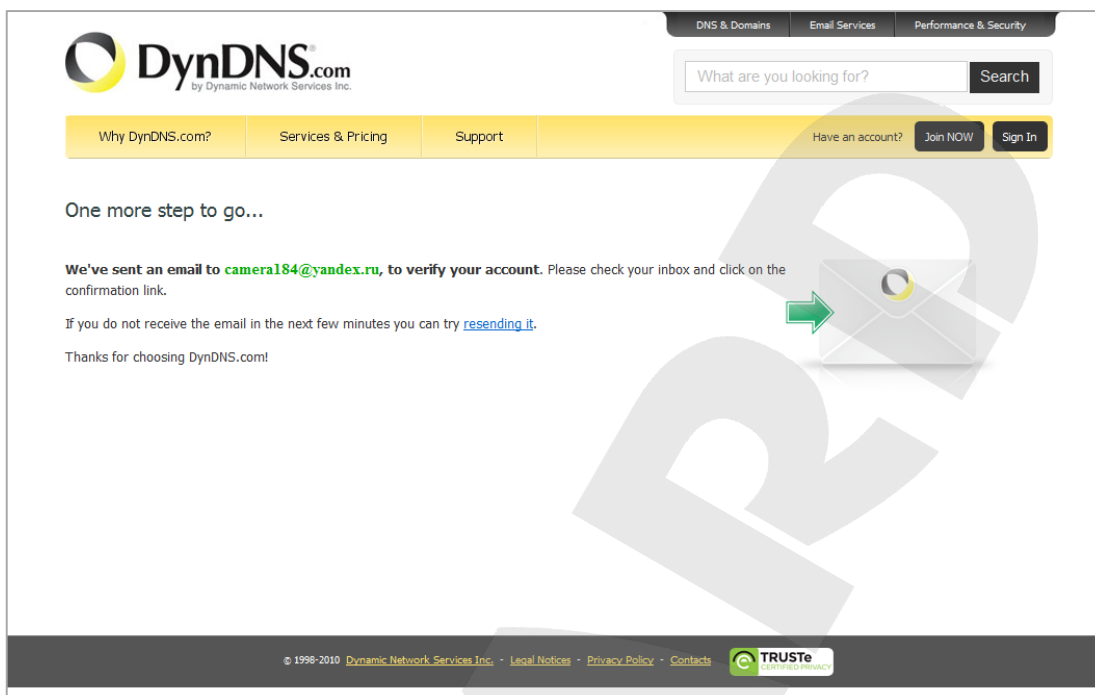 DNS & Domains Email Services Performance & Security
DynDNS.com
by Dynamic Network Services Inc.
What are you looking for? Search
Why DynDNS.com? Services & Pricing Support Have an account? Join NOW Sign In
One more step to go...
We've sent an email to camera184@yandex.ru, to verify your account. Please check your inbox and click on the
confirmation link.
If you do not receive the email in the next few minutes you can try resending it.
Thanks for choosing DynDNS.com!
© 1998-2010 Dynamic Network Services Inc. - Legal Notices - Privacy Policy - Contacts TRUSTe
CERTIFIED PRIVACY